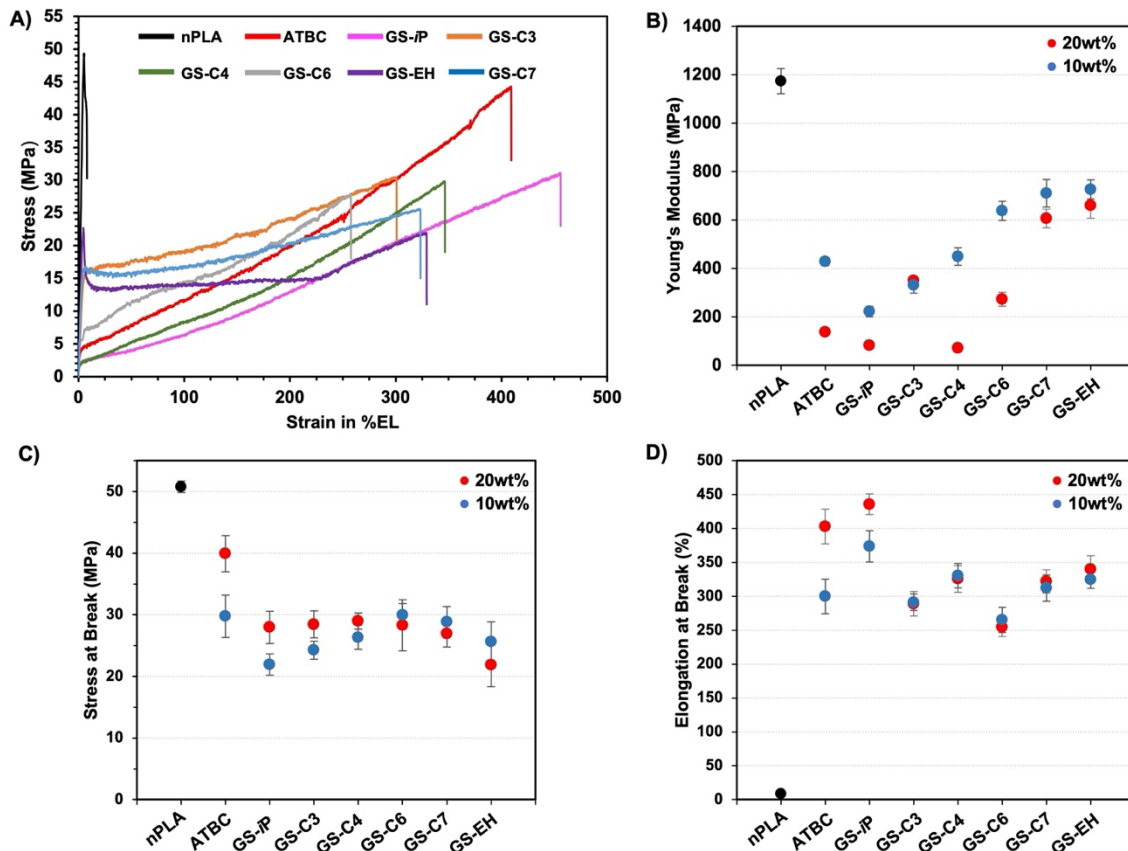 A)
nPLA ATBC GS-iP GS-C3
GS-C4 GS-C6 GS-EH GS-C7
Stress (MPa)
55
50
45
40
35
30
25
20
15
10
5
0
0 100 200 300 400 500
Strain in %EL
B)
20wt%
10wt%
Young's Modulus (MPa)
1400
1200
1000
800
600
400
200
0
nPLA ATBC GS-iP GS-C3 GS-C4 GS-C6 GS-C7 GS-EH
C)
20wt%
10wt%
Stress at Break (MPa)
50
40
30
20
10
0
nPLA ATBC GS-iP GS-C3 GS-C4 GS-C6 GS-C7 GS-EH
D)
20wt%
10wt%
Elongation at Break (%)
500
450
400
350
300
250
200
150
100
50
0
nPLA ATBC GS-iP GS-C3 GS-C4 GS-C6 GS-C7 GS-EH